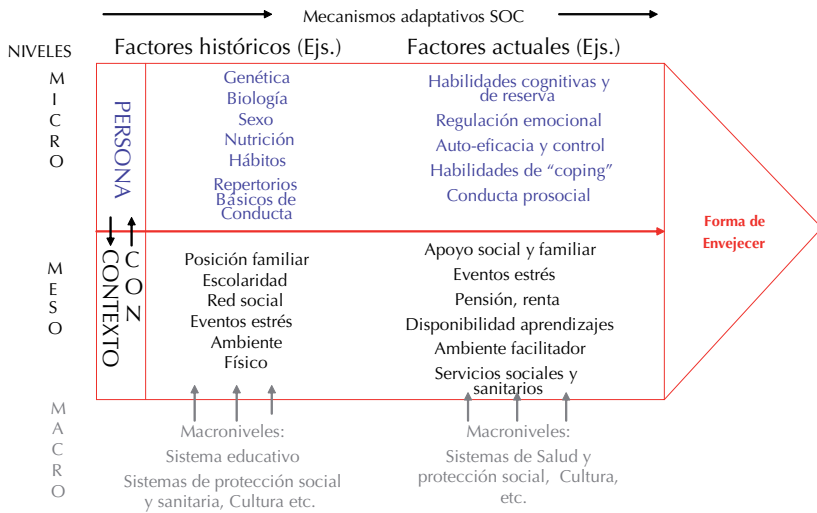 Mecanismos adaptativos SOC
NIVELES
Factores históricos (Ejs.)
Factores actuales (Ejs.)
MICRO
PERSONA
Genética
Biología
Sexo
Nutrición
Hábitos
Repertorios
Básicos de
Conducta
Habilidades cognitivas y
de reserva
Regulación emocional
Auto-eficacia y control
Habilidades de “coping”
Conducta prosocial
Forma de
Envejecer
MESO
CON
CONTEXTO
Posición familiar
Escolaridad
Red social
Eventos estrés
Ambiente
Físico
Apoyo social y familiar
Eventos estrés
Pensión, renta
Disponibilidad aprendizajes
Ambiente facilitador
Servicios sociales y
sanitarios
MACRO
Macroniveles:
Sistema educativo
Sistemas de protección social
y sanitaria, Cultura etc.
Macroniveles:
Sistemas de Salud y
protección social, Cultura,
etc.